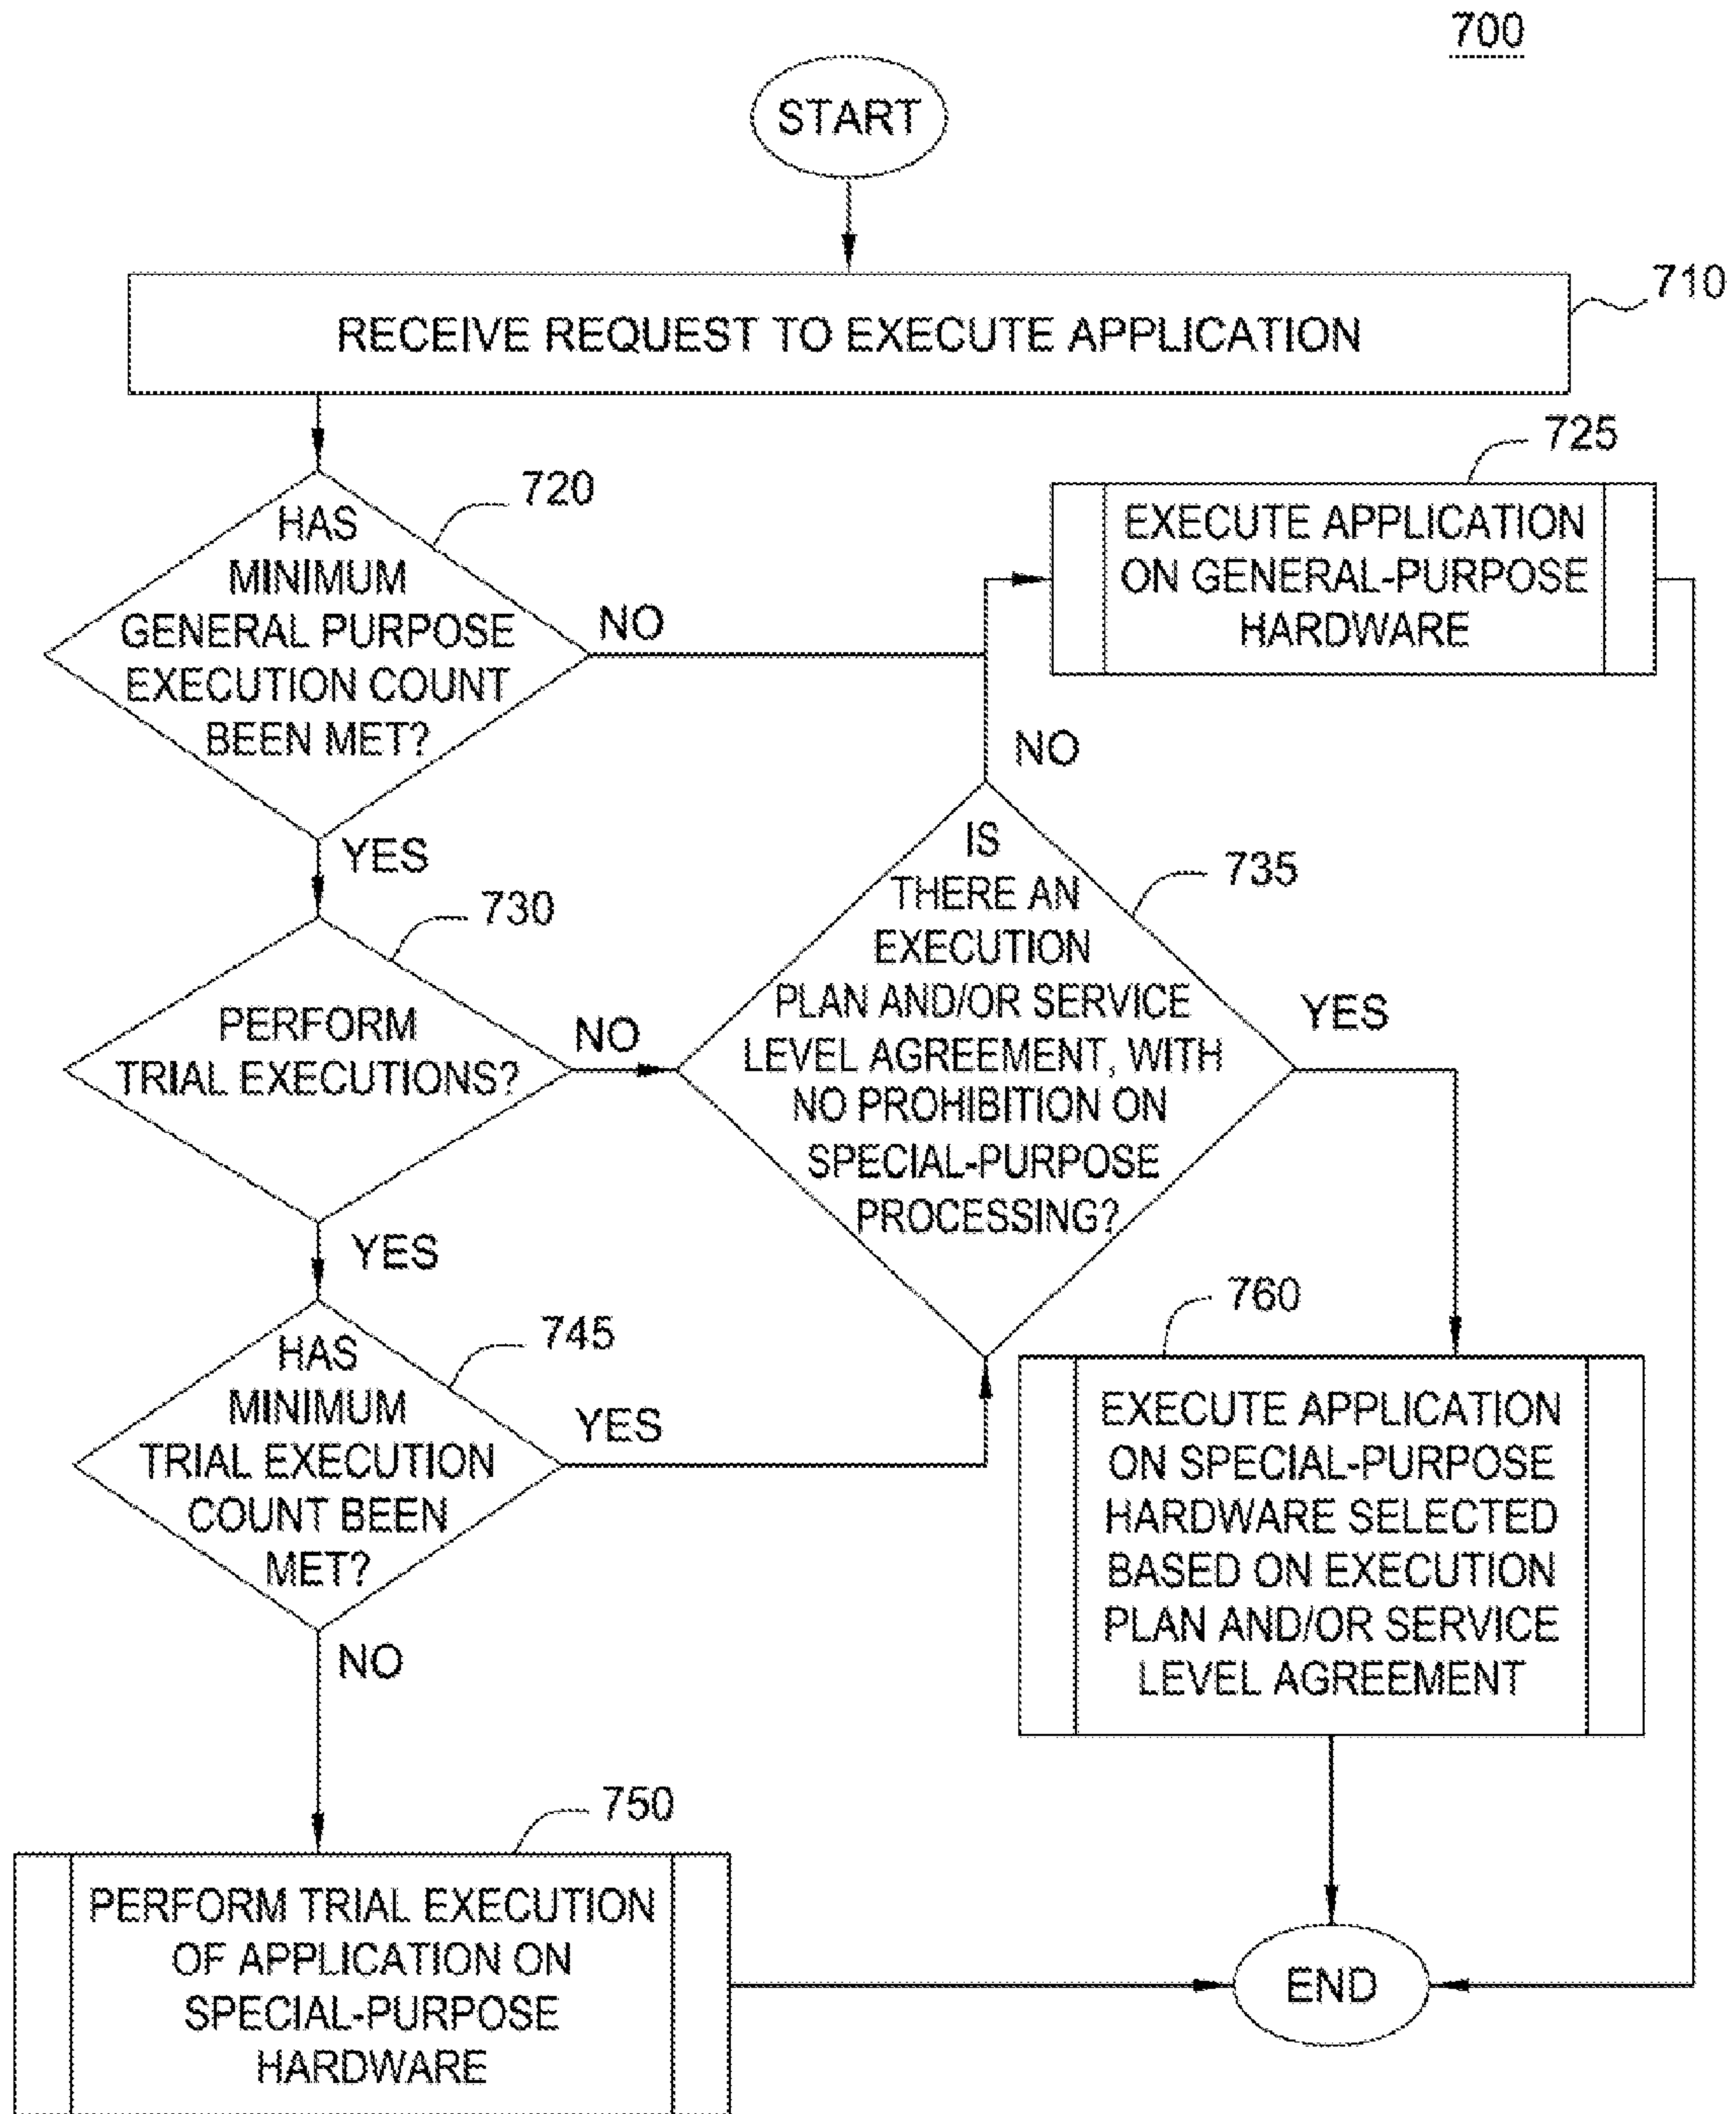 700
START
RECEIVE REQUEST TO EXECUTE APPLICATION
710
720
HAS
MINIMUM
GENERAL PURPOSE
EXECUTION COUNT
BEEN MET?
NO
YES
725
EXECUTE APPLICATION
ON GENERAL-PURPOSE
HARDWARE
730
PERFORM
TRIAL EXECUTIONS?
NO
YES
735
NO
IS
THERE AN
EXECUTION
PLAN AND/OR SERVICE
LEVEL AGREEMENT, WITH
NO PROHIBITION ON
SPECIAL-PURPOSE
PROCESSING?
YES
745
HAS
MINIMUM
TRIAL EXECUTION
COUNT BEEN
MET?
YES
NO
760
EXECUTE APPLICATION
ON SPECIAL-PURPOSE
HARDWARE SELECTED
BASED ON EXECUTION
PLAN AND/OR SERVICE
LEVEL AGREEMENT
750
PERFORM TRIAL EXECUTION
OF APPLICATION ON
SPECIAL-PURPOSE
HARDWARE
END